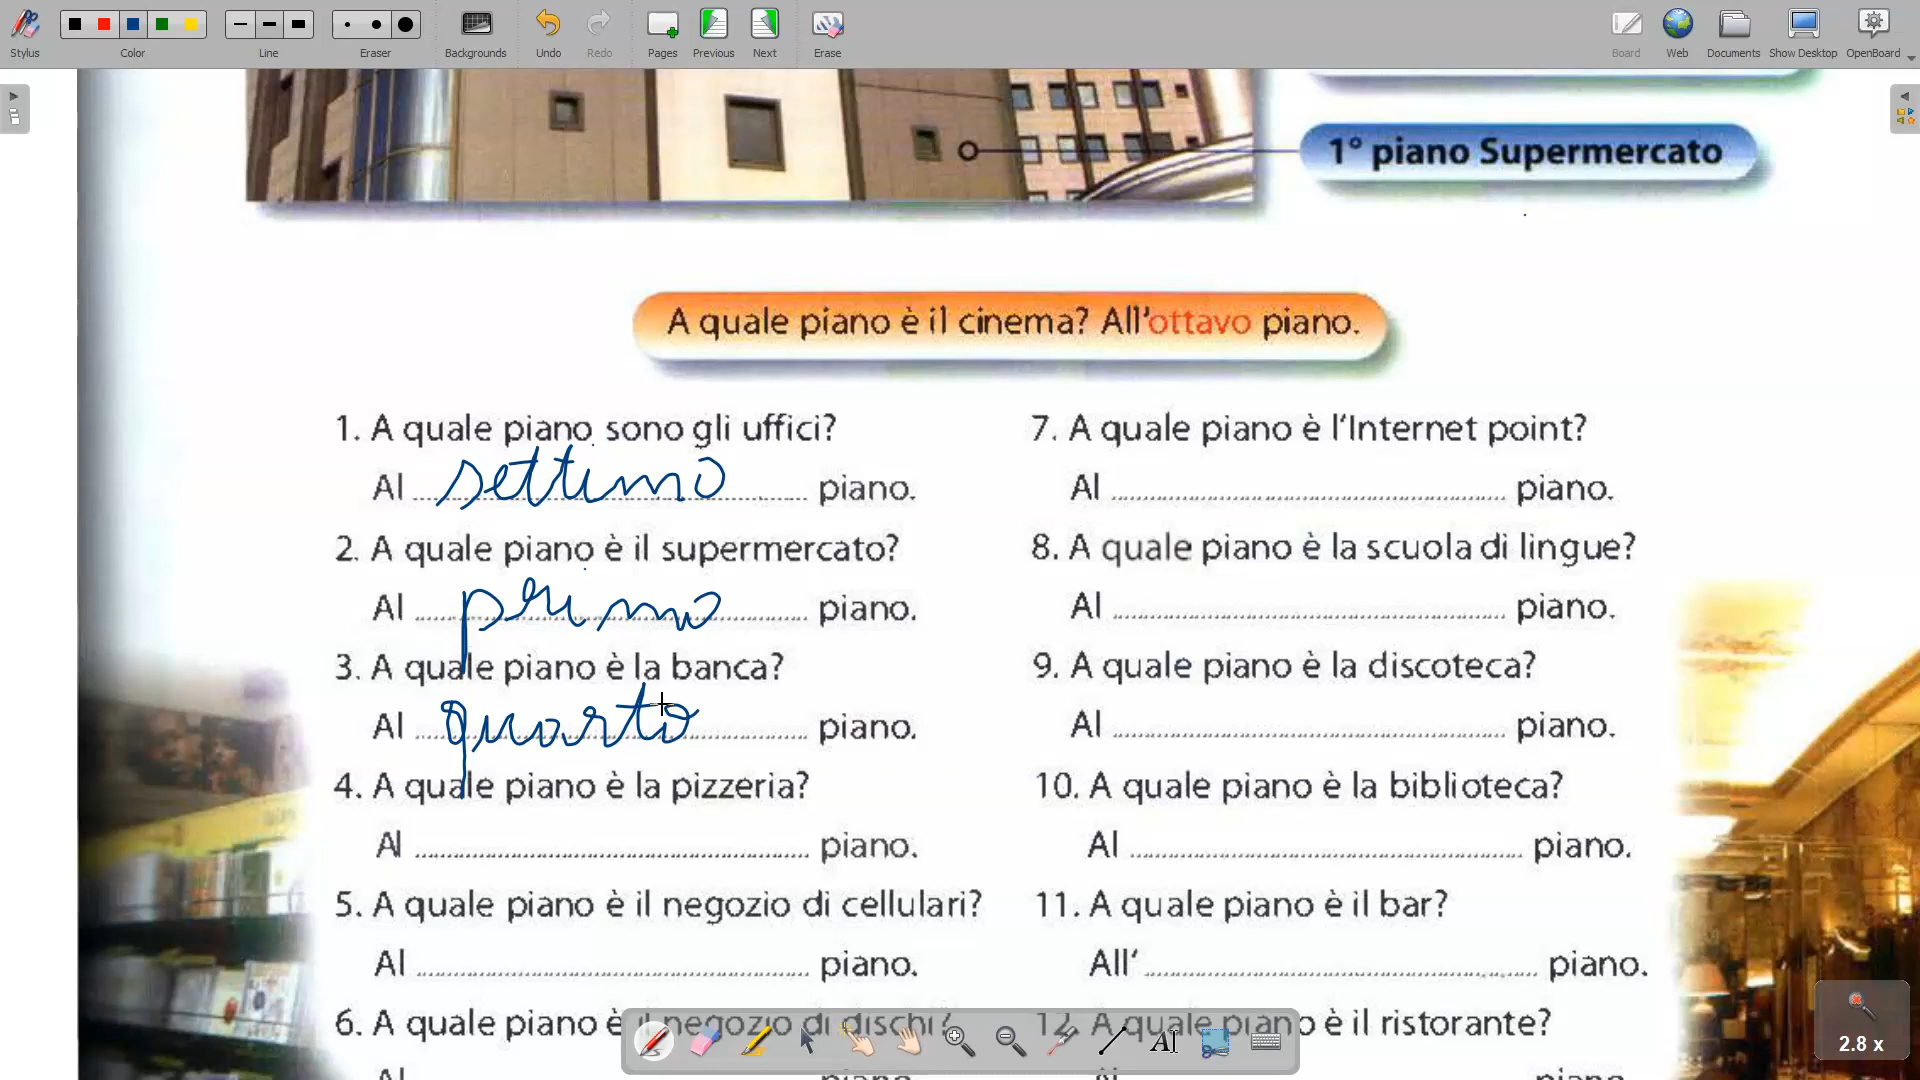 Stylus
Color
Line
Eraser
Backgrounds
Undo
Redo
Pages
Previous
Next
Erase
Board
Web
Documents
Show Desktop
OpenBoard
1° piano Supermercato
A quale piano è il cinema? All'ottavo piano.
1. A quale piano sono gli uffici?
Al settimo piano.
2. A quale piano è il supermercato?
Al primo piano.
3. A quale piano è la banca?
Al quarto piano.
4. A quale piano è la pizzeria?
Al piano.
5. A quale piano è il negozio di cellulari?
Al piano.
6. A quale piano è il negozio di dischi?
Al piano.
7. A quale piano è l'Internet point?
Al piano.
8. A quale piano è la scuola di lingue?
Al piano.
9. A quale piano è la discoteca?
Al piano.
10. A quale piano è la biblioteca?
Al piano.
11. A quale piano è il bar?
All' piano.
12. A quale piano è il ristorante?
Al piano.
2.8 x